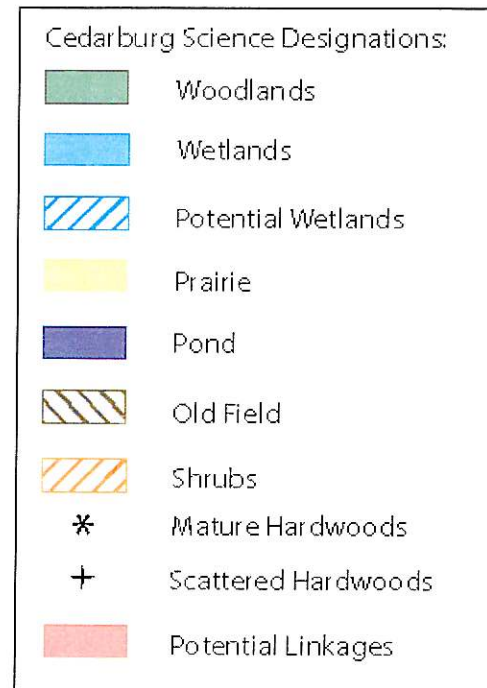 Cedarburg Science Designations:
Woodlands
Wetlands
Potential Wetlands
Prairie
Pond
Old Field
Shrubs
Mature Hardwoods
Scattered Hardwoods
Potential Linkages